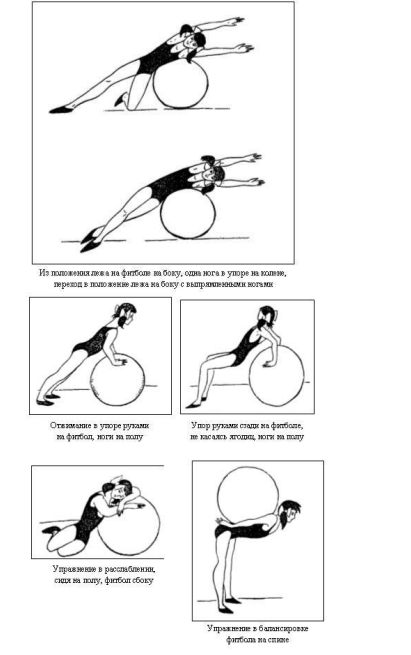 Из положения лежа на фитболе на боку, одна нога в упоре на колене,
переход в положение лежа на боку с выпрямленными ногами
Отжимание в упоре руками
на фитбол, ноги на полу
Упор руками сзади на фитболе,
не касаясь ягодиц, ноги на полу
Упражнение в расслаблении,
сидя на полу, фитбол сбоку
Упражнение в балансировке
фитбола на спине